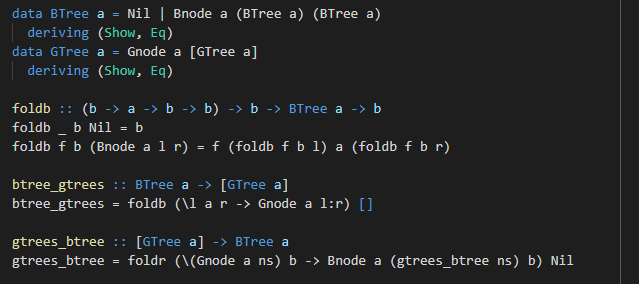 data BTree a = Nil | Bnode a (BTree a) (BTree a)
  deriving (Show, Eq)
data GTree a = Gnode a [GTree a]
  deriving (Show, Eq)

foldb :: (b -> a -> b -> b) -> b -> BTree a -> b
foldb _ b Nil = b
foldb f b (Bnode a l r) = f (foldb f b l) a (foldb f b r)

btree_gtrees :: BTree a -> [GTree a]
btree_gtrees = foldb (\l a r -> Gnode a l:r) []

gtrees_btree :: [GTree a] -> BTree a
gtrees_btree = foldr (\(Gnode a ns) b -> Bnode a (gtrees_btree ns) b) Nil